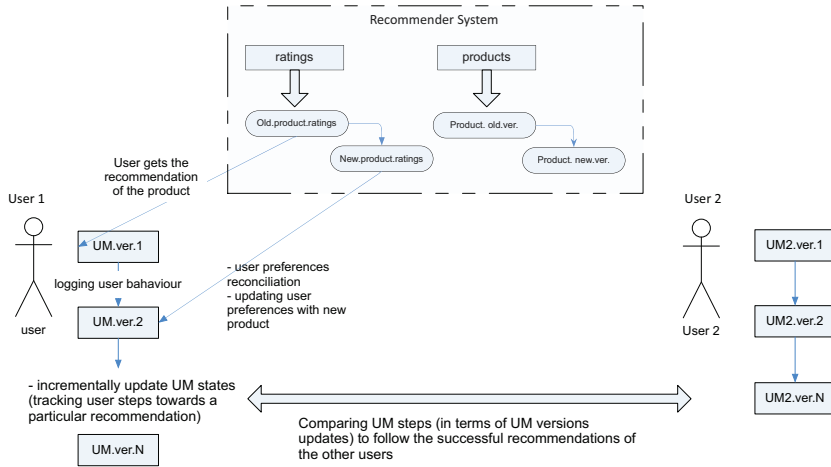 Recommender System
ratings
products
Old.product.ratings
Product. old.ver.
New.product.ratings
Product. new.ver.
User gets the
recommendation
of the product
User 1
UM.ver.1
logging user bahaviour
UM.ver.2
user
- user preferences
reconciliation
- updating user
preferences with new
product
- incrementally update UM states
(tracking user steps towards a
particular recommendation)
UM.ver.N
Comparing UM steps (in terms of UM versions
updates) to follow the successful recommendations of
the other users
User 2
UM2.ver.1
UM2.ver.2
User 2
UM2.ver.N